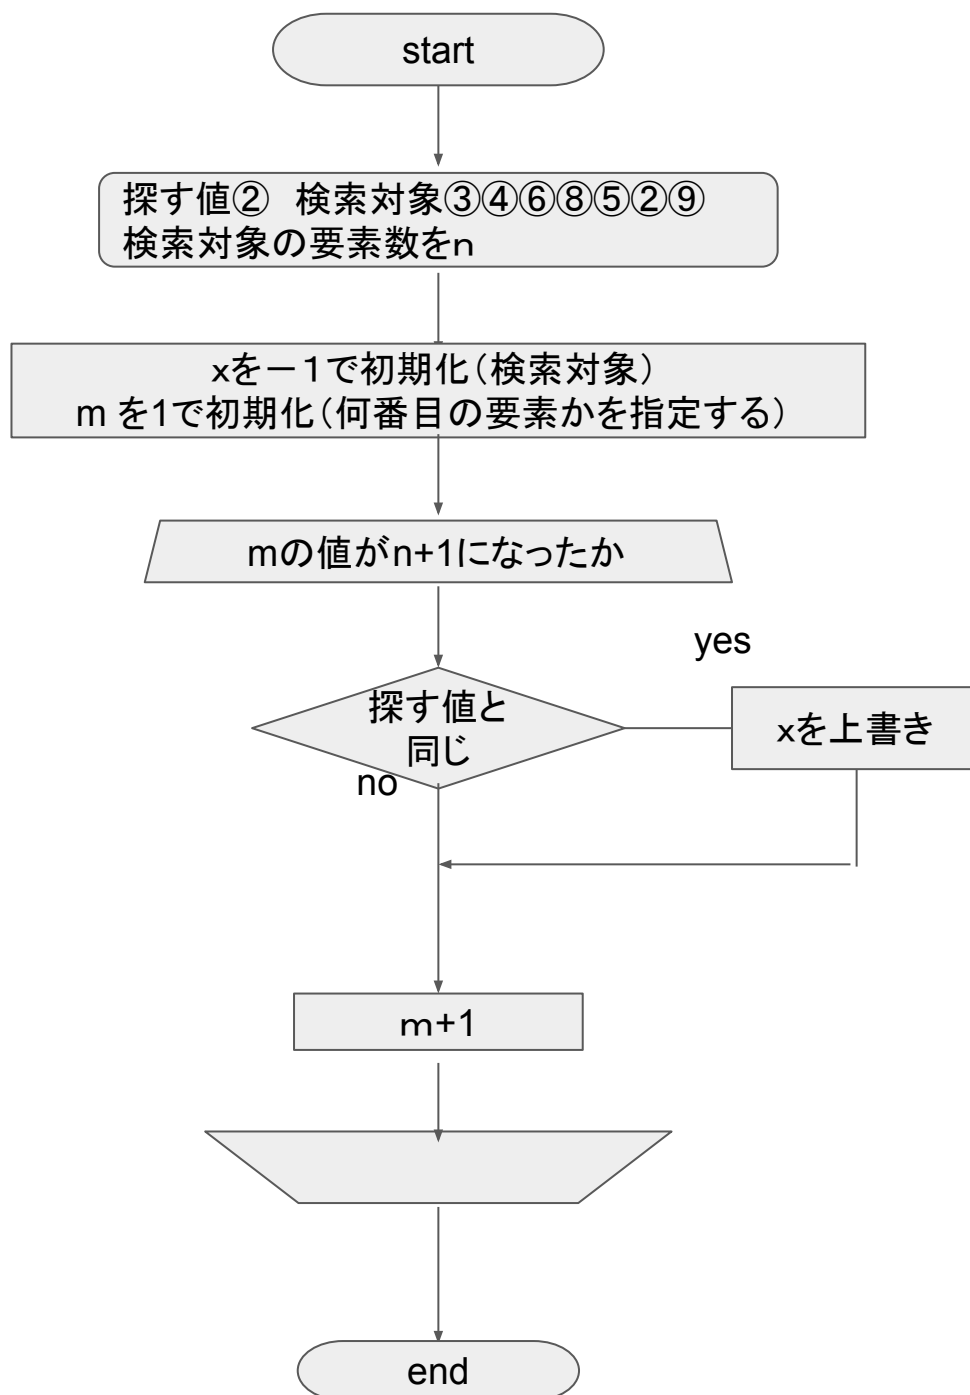 start
探す値②　検索対象③④⑥⑧⑤②⑨
検索対象の要素数をｎ
ｘを－１で初期化（検索対象）
m を1で初期化（何番目の要素かを指定する）
mの値がn+1になったか
yes
探す値と
同じ
ｘを上書き
no
ｍ+1
end